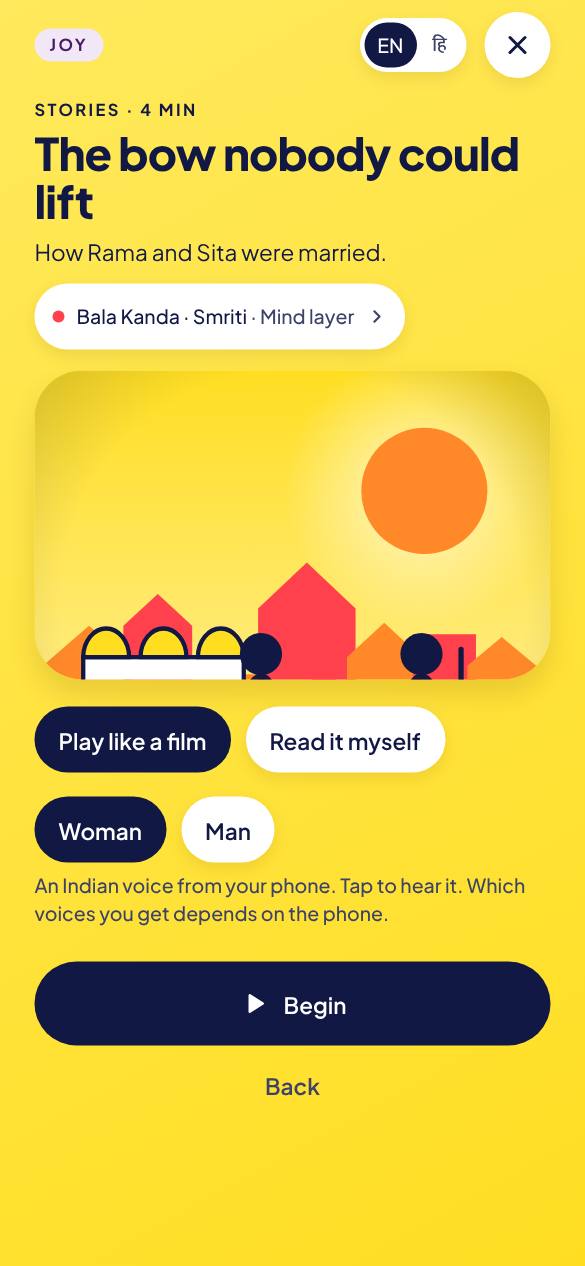 JOY
EN हि
STORIES · 4 MIN
The bow nobody could
lift
How Rama and Sita were married.
Bala Kanda · Smriti · Mind layer
Play like a film
Read it myself
Woman
Man
An Indian voice from your phone. Tap to hear it. Which
voices you get depends on the phone.
Begin
Back